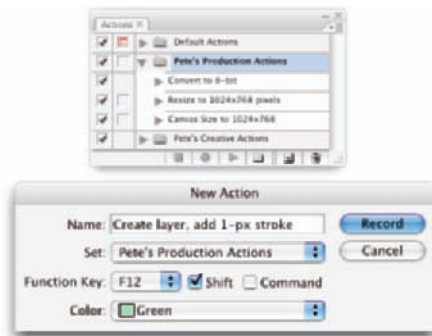 Actions
Default Actions
Pete's Production Actions
Convert to 8-bit
Resize to 1024x768 pixels
Canvas Size to 1024x768
Pete's Creative Actions
New Action
Name: Create layer, add 1-px stroke
Record
Set: Pete's Production Actions
Cancel
Function Key: F12 Shift Command
Color: Green